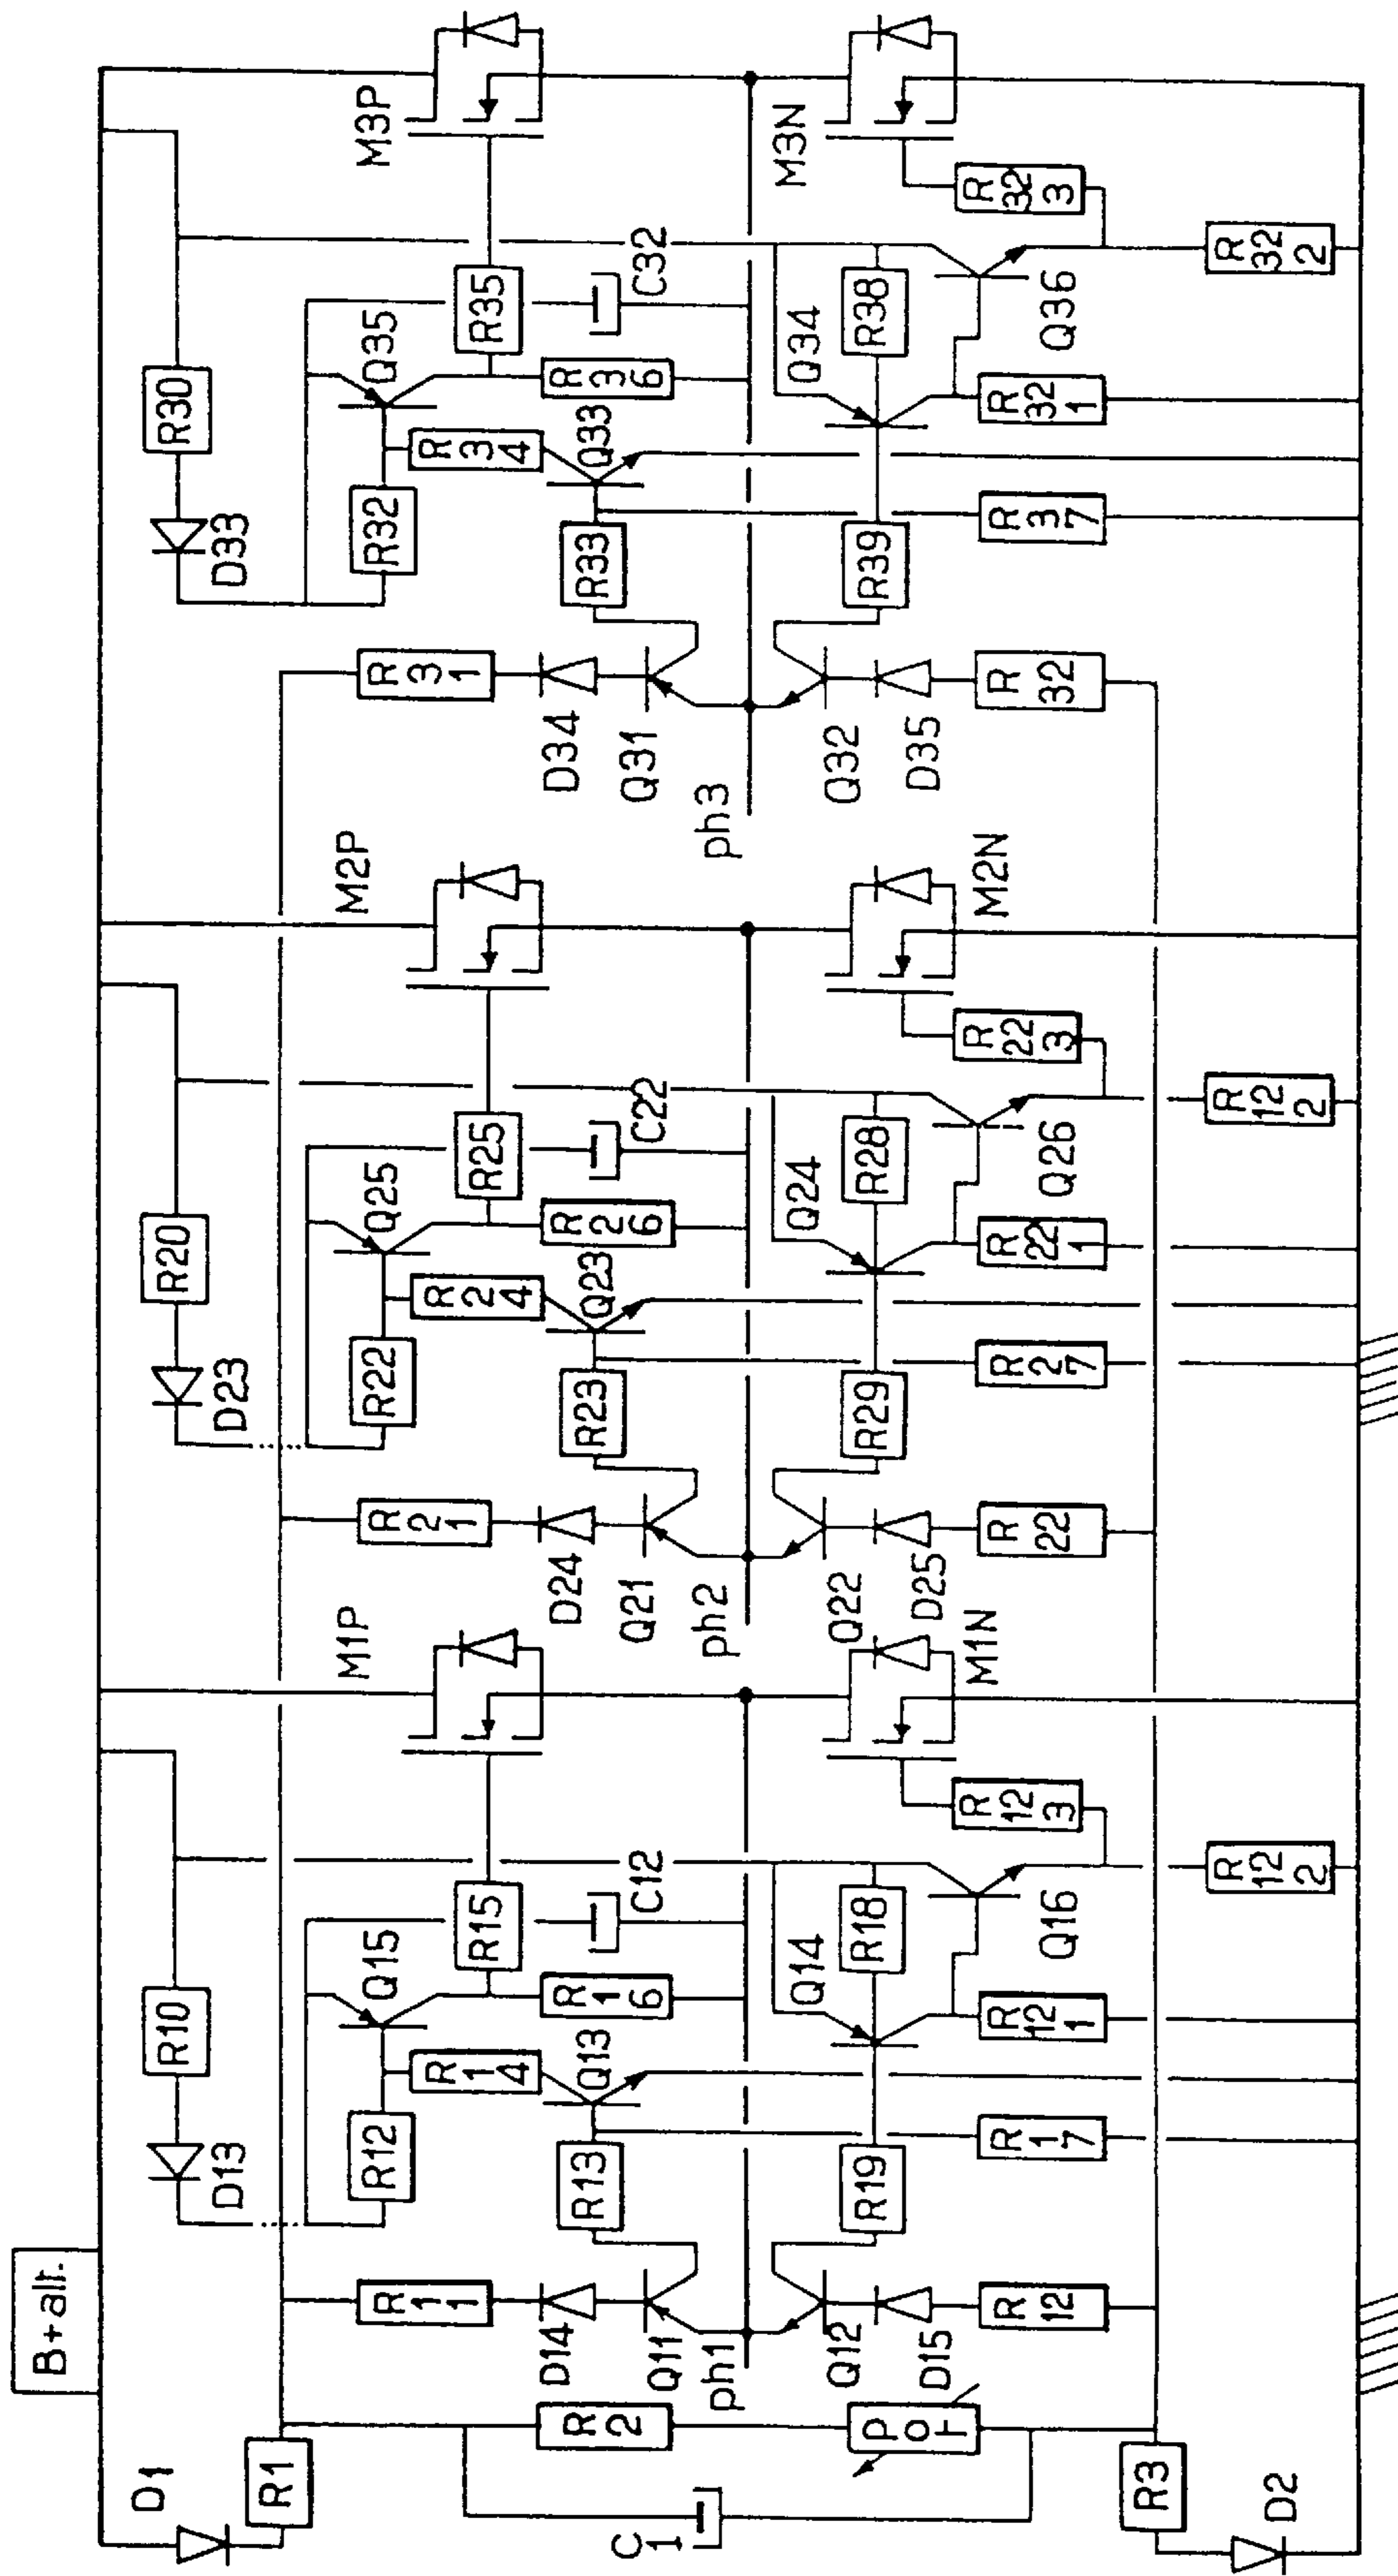 B+alt.
D1
R10
R20
R30
D13
D23
D33
R1
M1P
M2P
M3P
R12
Q15
R22
Q25
R32
Q35
R11
R14
R21
R24
R31
R34
R15
R25
R35
D14
D24
D34
R2
R13
Q13
R16
R23
Q23
R26
R33
Q33
R36
C1
Q11
C12
Q21
C22
Q31
C32
ph1
ph2
ph3
Q14
Q24
Q34
M3N
Q12
Q22
Q32
R19
R18
R29
R28
R39
R38
POT
D15
D25
D35
M1N
M2N
R12
R17
R121
R123
R22
R27
R221
R223
R32
R37
R321
R323
Q16
Q26
Q36
R3
R122
R122
R322
D2